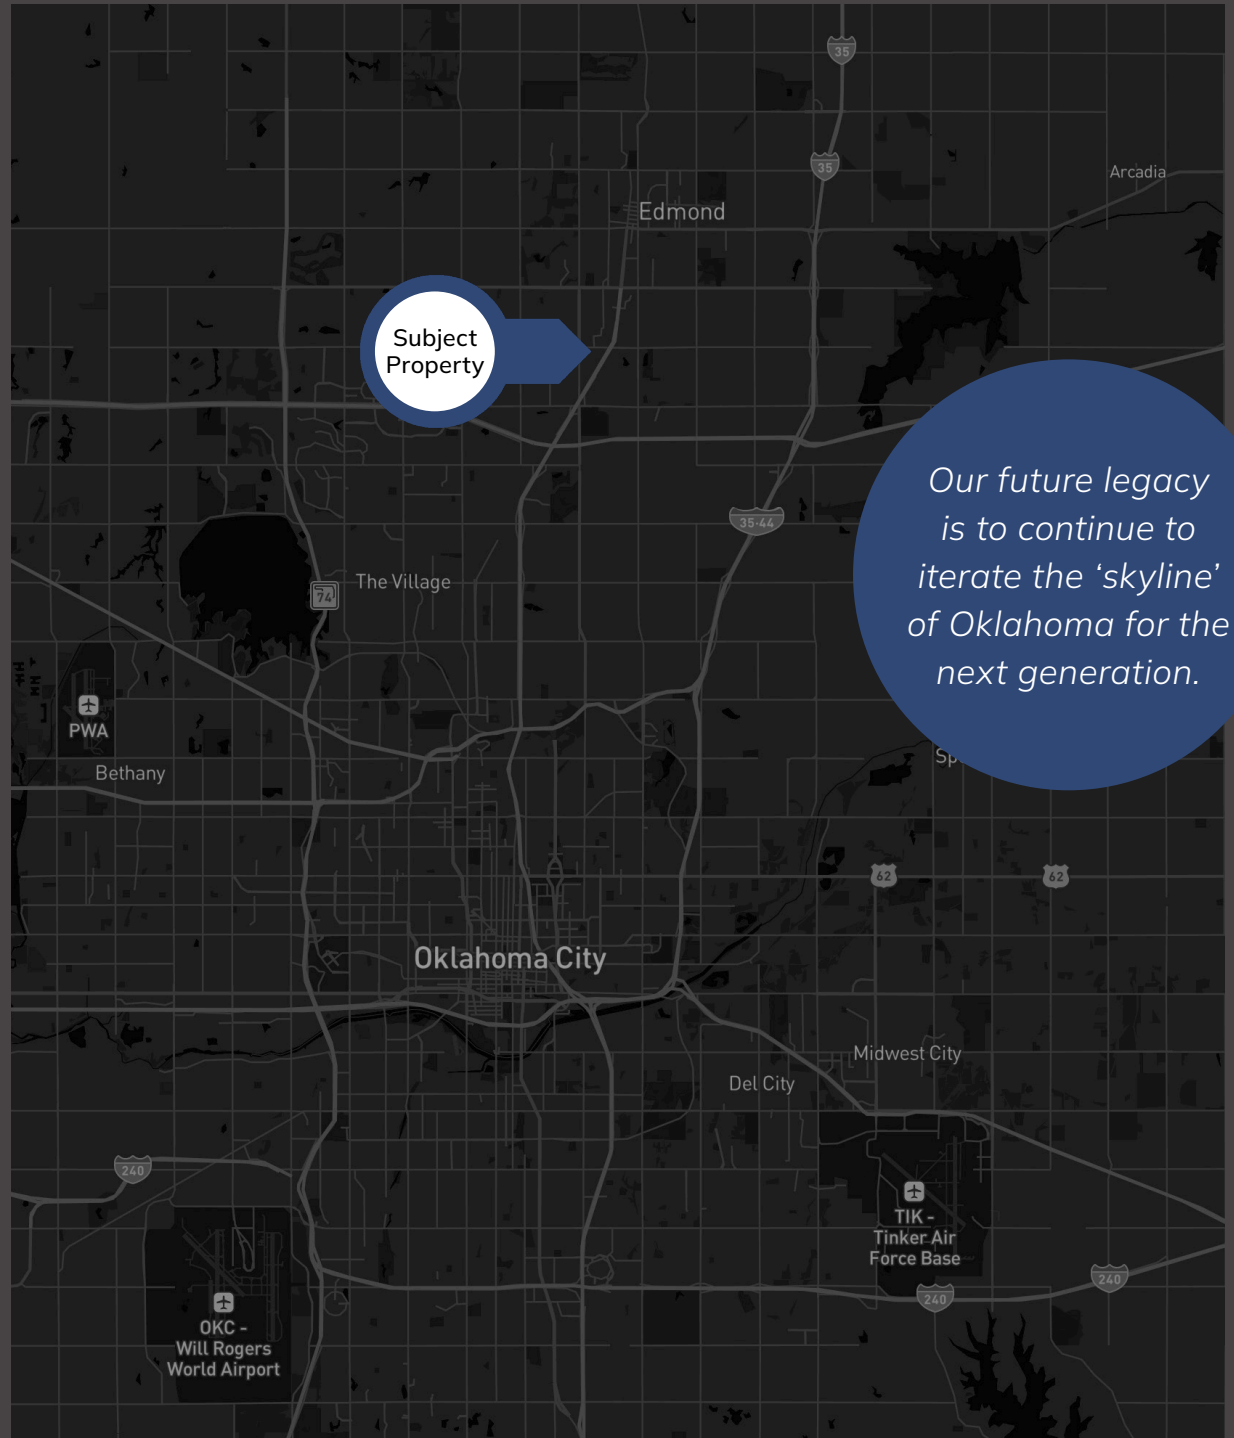 35
35
Arcadia
Edmond
Subject
Property
Our future legacy
is to continue to
iterate the ‘skyline’
of Oklahoma for the
next generation.
35-44
The Village
74
PWA
Bethany
62
62
Oklahoma City
Midwest City
Del City
240
TIK -
Tinker Air
Force Base
240
240
OKC -
Will Rogers
World Airport